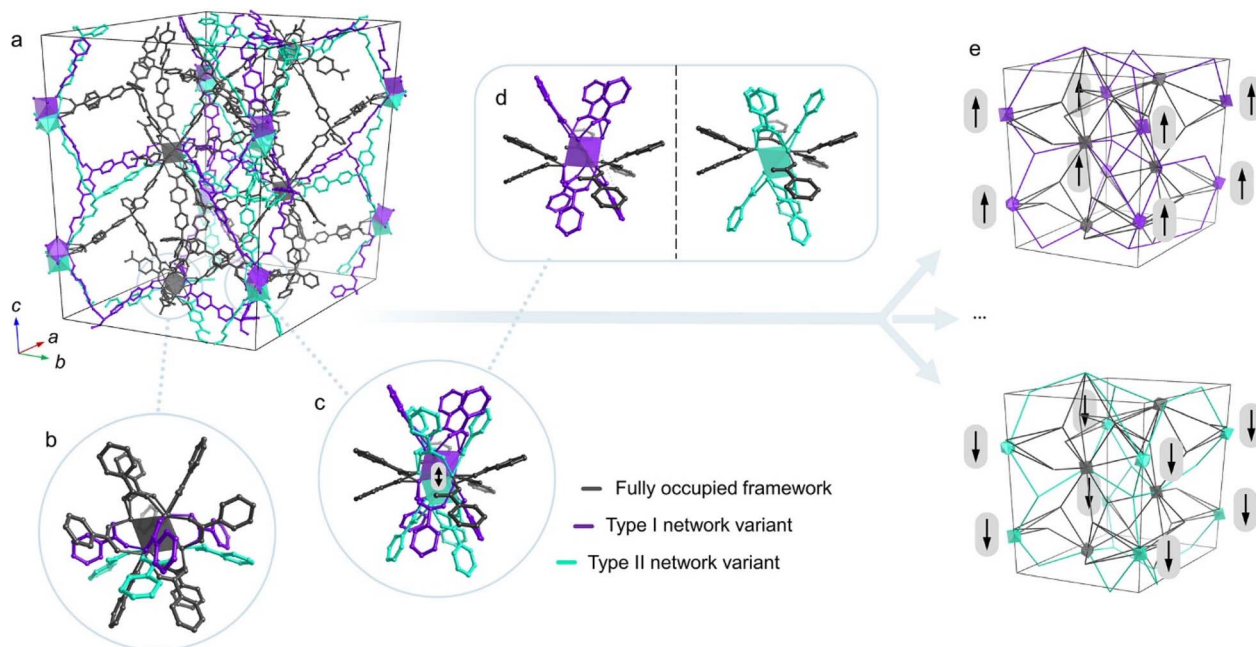 a
d
e
c
a
b
...
c
b
Fully occupied framework
Type I network variant
Type II network variant